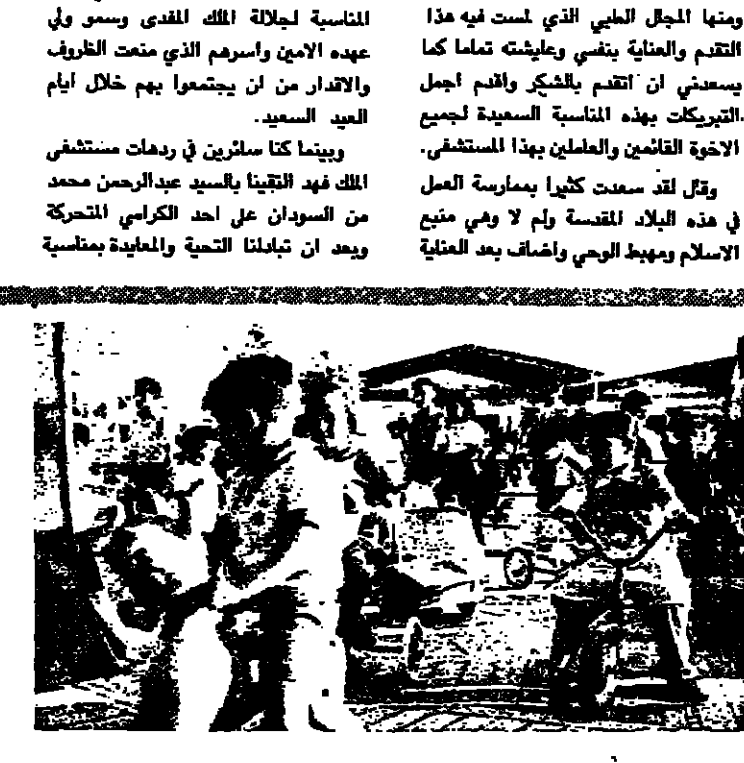 ومنها المجال الطبي الذي لمست فيه هذا
التقدم والعناية بنفسي وعايشته تماما كما
يسعدني ان اتقدم بالشكر واقدم اجمل
التبريكات بهذه المناسبة السعيدة لجميع
الاخوة القائمين والعاملين بهذا المستشفى.
وقال لقد سعدت كثيرا بممارسة العمل
في هذه البلاد المقدسة ولم لا وهي منبع
الاسلام ومهبط الوحي واضاف بعد العناية
المناسبة لجلالة الملك المفدى وسمو ولي
عهده الامين واسرهم الذي منعت الظروف
والاقدار من ان يجتمعوا بهم خلال ايام
العيد السعيد.
وبينما كنا سائرين في ردهات مستشفى
الملك فهد التقينا بالسيد عبدالرحمن محمد
من السودان على احد الكراسي المتحركة
وبعد ان تبادلنا التحية والمعايدة بمناسبة